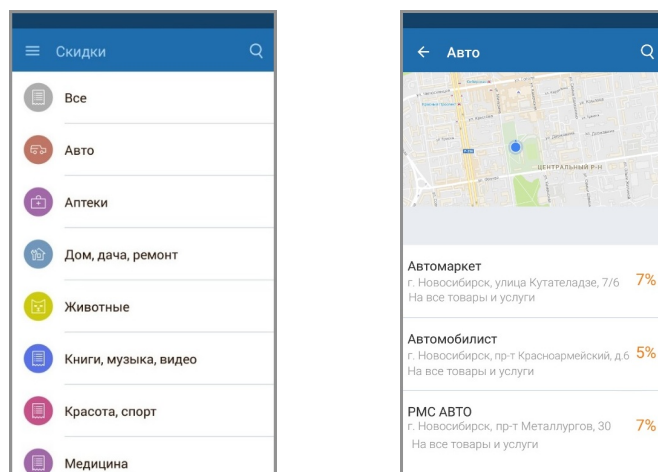 Скидки
Все
Авто
Аптеки
Дом, дача, ремонт
Животные
Книги, музыка, видео
Красота, спорт
Медицина
Авто
ЦЕНТРАЛЬНЫЙ Р-Н
Автомаркет
г. Новосибирск, улица Кутателадзе, 7/6 7%
На все товары и услуги
Автомобилист
г. Новосибирск, пр-т Красноармейский, д.6 5%
На все товары и услуги
РМС АВТО
г. Новосибирск, пр-т Металлургов, 30 7%
На все товары и услуги